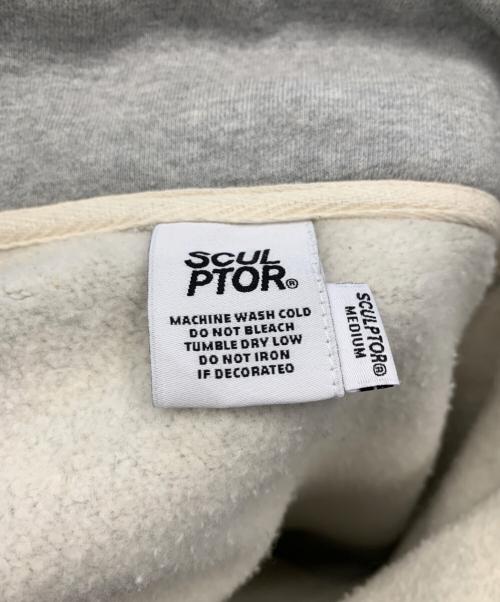 SCUL
PTOR®
MACHINE WASH COLD
DO NOT BLEACH
TUMBLE DRY LOW
DO NOT IRON
IF DECORATEO
SCULPTOR®
MEDIUM